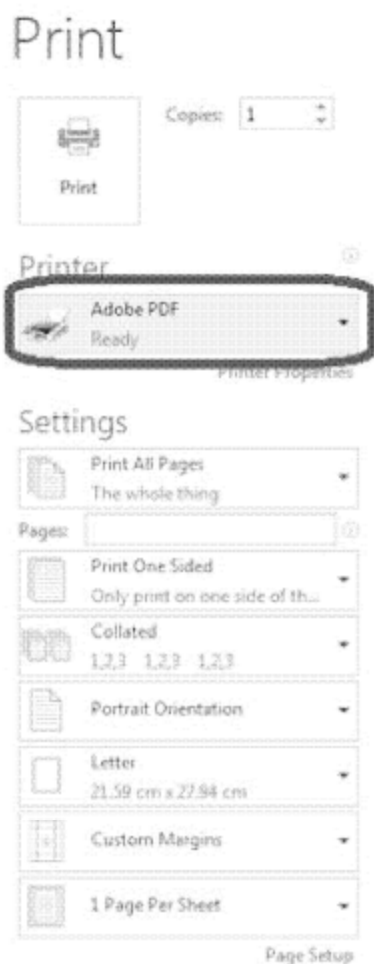 Print
Copies: 1
Print
Printer
Adobe PDF
Ready
Printer Properties
Settings
Print All Pages
The whole thing
Pages:
Print One Sided
Only print on one side of th...
Collated
1,2,3 1,2,3 1,2,3
Portrait Orientation
Letter
21.59 cm x 27.94 cm
Custom Margins
1 Page Per Sheet
Page Setup